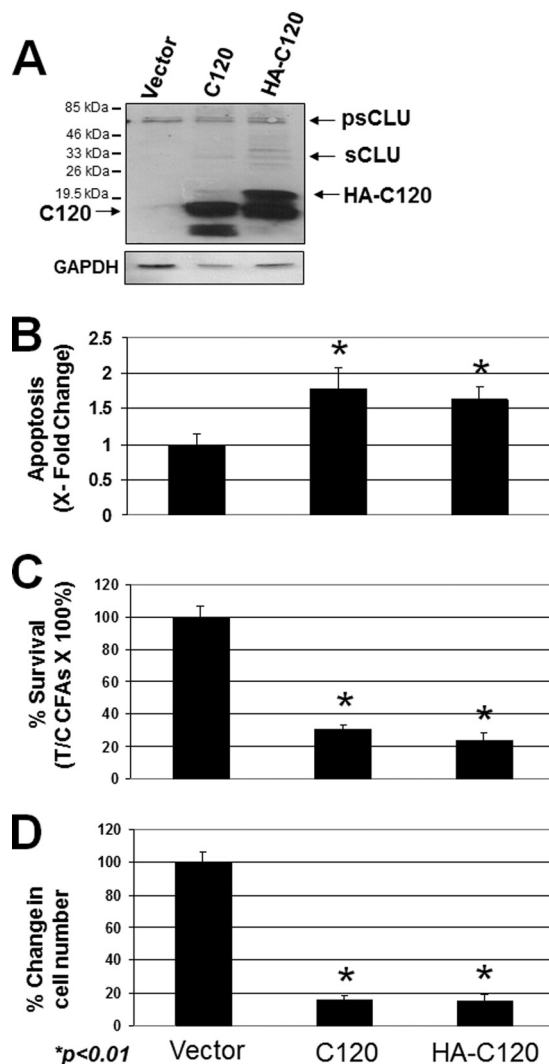 A
Vector
C120
HA-C120
85 kDa
46 kDa
33 kDa
26 kDa
19.5 kDa
psCLU
sCLU
HA-C120
C120
GAPDH
B
Apoptosis
(X- Fold Change)
2.5
2
1.5
1
0.5
0
*
*
C
% Survival
(T/C CFAs X 100%)
120
100
80
60
40
20
0
*
*
D
% Change in
cell number
120
100
80
60
40
20
0
*
*
*p<0.01
Vector
C120
HA-C120